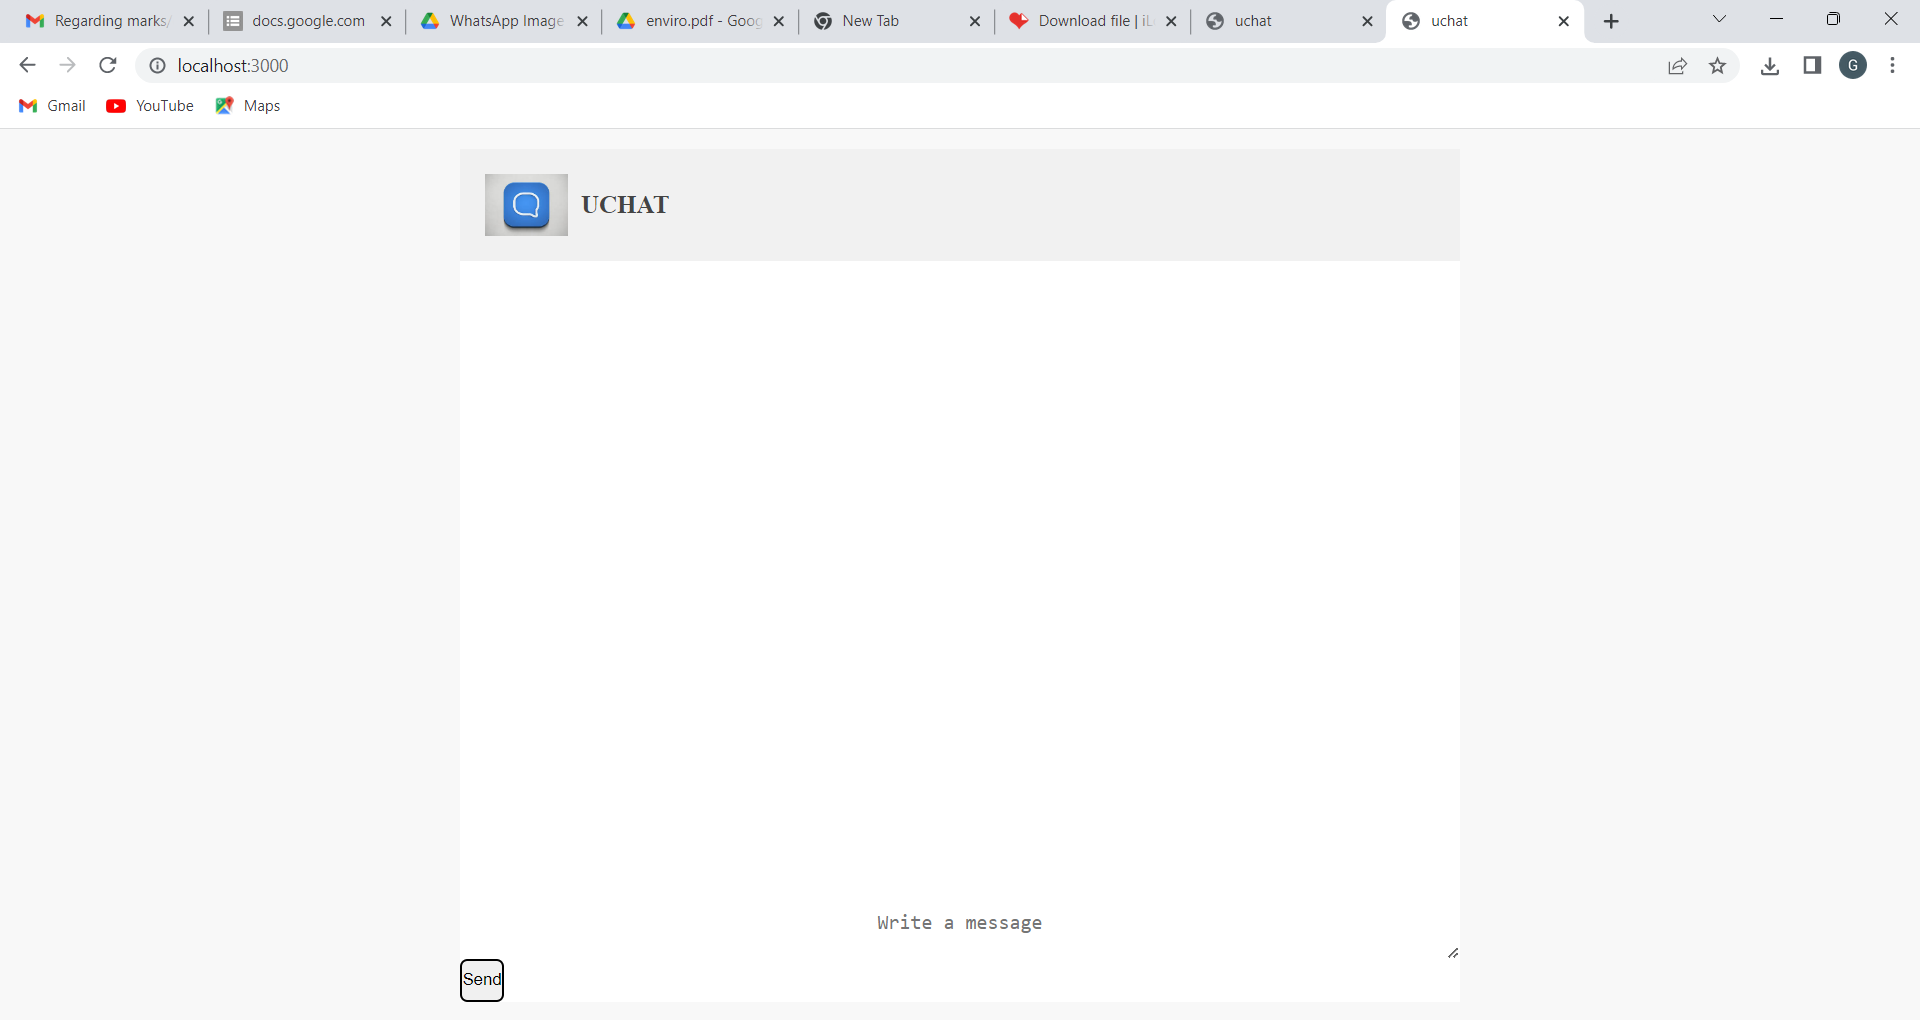 Regarding marks/
docs.google.com
WhatsApp Image
enviro.pdf - Goog
New Tab
Download file | iL
uchat
uchat
localhost:3000
G
Gmail
YouTube
Maps
UCHAT
Write a message
Send